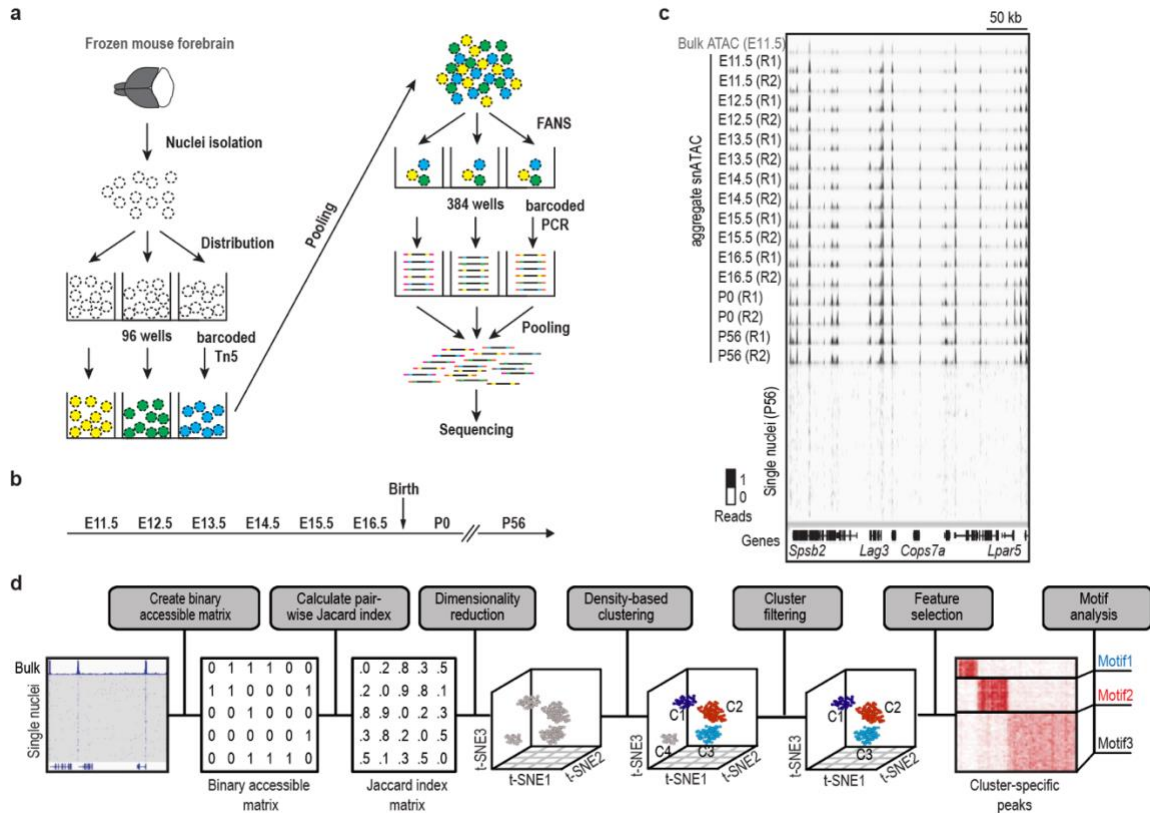 a
Frozen mouse forebrain
Nuclei isolation
Distribution
96 wells
barcoded
Tn5
Pooling
FANS
384 wells
barcoded
PCR
Pooling
Sequencing
b
Birth
E11.5 E12.5 E13.5 E14.5 E15.5 E16.5 P0 P56
c
50 kb
Bulk ATAC (E11.5)
aggregate snATAC
E11.5 (R1)
E11.5 (R2)
E12.5 (R1)
E12.5 (R2)
E13.5 (R1)
E13.5 (R2)
E14.5 (R1)
E14.5 (R2)
E15.5 (R1)
E15.5 (R2)
E16.5 (R1)
E16.5 (R2)
P0 (R1)
P0 (R2)
P56 (R1)
P56 (R2)
Single nuclei (P56)
1
0
Reads
Genes
Spsb2 Lag3 Cops7a Lpar5
d
Create binary
accessible matrix
Calculate pair-
wise Jacard index
Dimensionality
reduction
Density-based
clustering
Cluster
filtering
Feature
selection
Motif
analysis
Bulk
Single nuclei
0 1 1 1 0 0
1 1 0 0 0 1
0 0 1 0 0 0
0 0 0 0 0 1
0 0 1 1 0 0
Binary accessible
matrix
.0 .2 .8 .3 .5
.2 .0 .9 .8 .1
.8 .9 .0 .2 .3
.3 .8 .2 .0 .5
.5 .1 .3 .5 .0
Jaccard index
matrix
t-SNE3
t-SNE1
t-SNE2
C1
C2
C3
C4
t-SNE3
t-SNE1
t-SNE2
C1
C2
C3
t-SNE3
t-SNE1
t-SNE2
Motif1
Motif2
Motif3
Cluster-specific
peaks